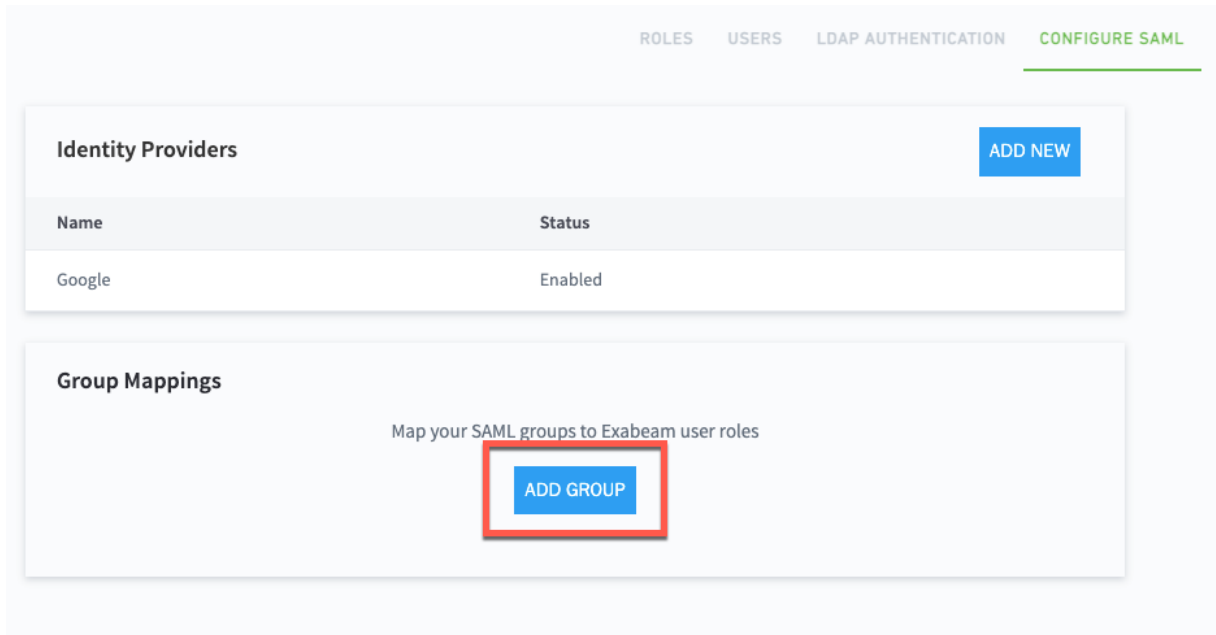 ROLES USERS LDAP AUTHENTICATION CONFIGURE SAML
Identity Providers ADD NEW
Name Status
Google Enabled
Group Mappings
Map your SAML groups to Exabeam user roles
ADD GROUP